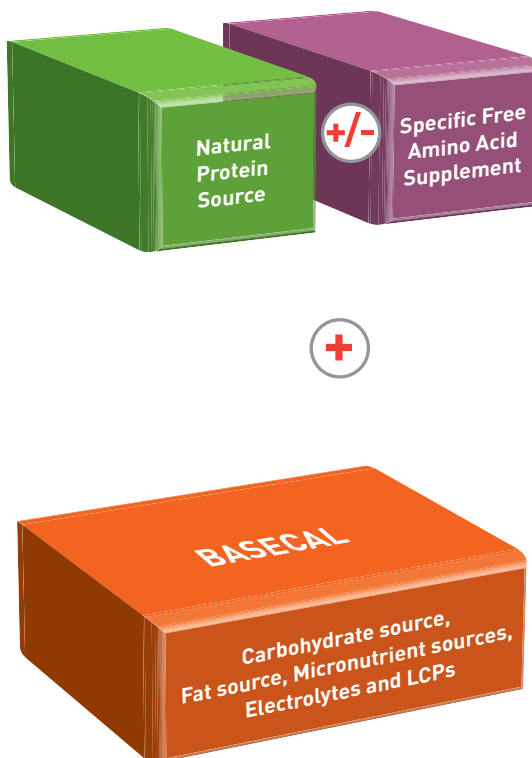 Natural
Protein
Source
+/-
Specific Free
Amino Acid
Supplement
+
BASECAL
Carbohydrate source,
Fat source, Micronutrient sources,
Electrolytes and LCPs